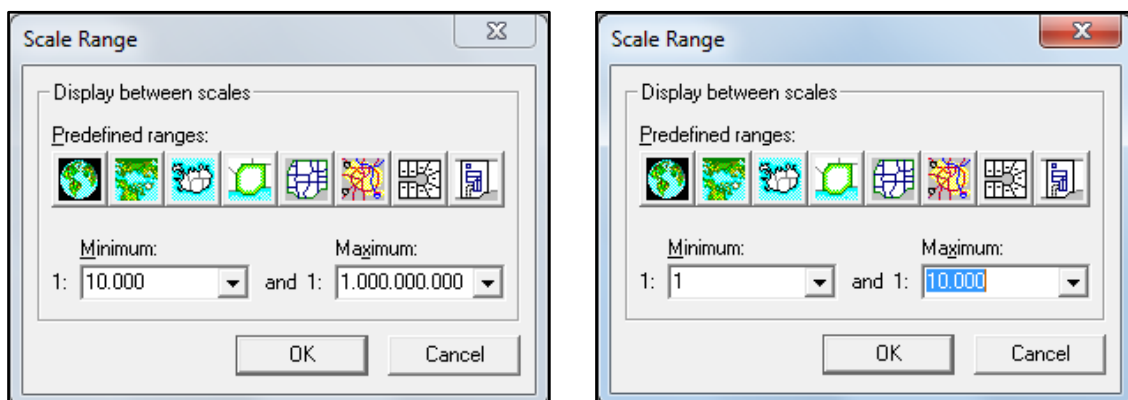 Scale Range
Display between scales
Predefined ranges:
Minimum: Maximum:
1: 10.000 and 1: 1.000.000.000
OK Cancel
Scale Range
Display between scales
Predefined ranges:
Minimum: Maximum:
1: 1 and 1: 10.000
OK Cancel